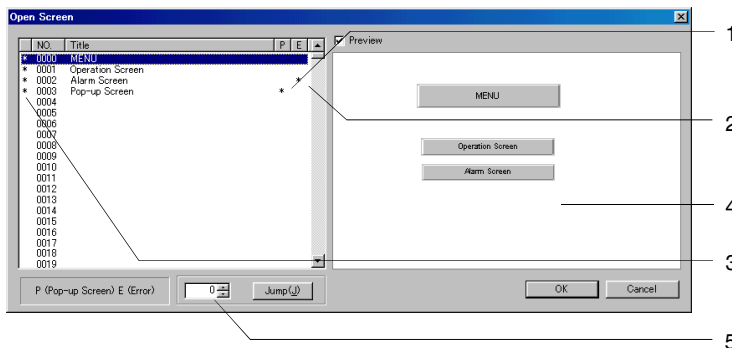 Open Screen
NO. Title P E
Preview
* 0000 MENU
* 0001 Operation Screen
* 0002 Alarm Screen *
* 0003 Pop-up Screen *
0004
0005
0006
0007
0008
0009
0010
0011
0012
0013
0014
0015
0016
0017
0018
0019
MENU
Operation Screen
Alarm Screen
P (Pop-up Screen) E (Error)
0
Jump(J)
OK
Cancel
1
2
4
3
5